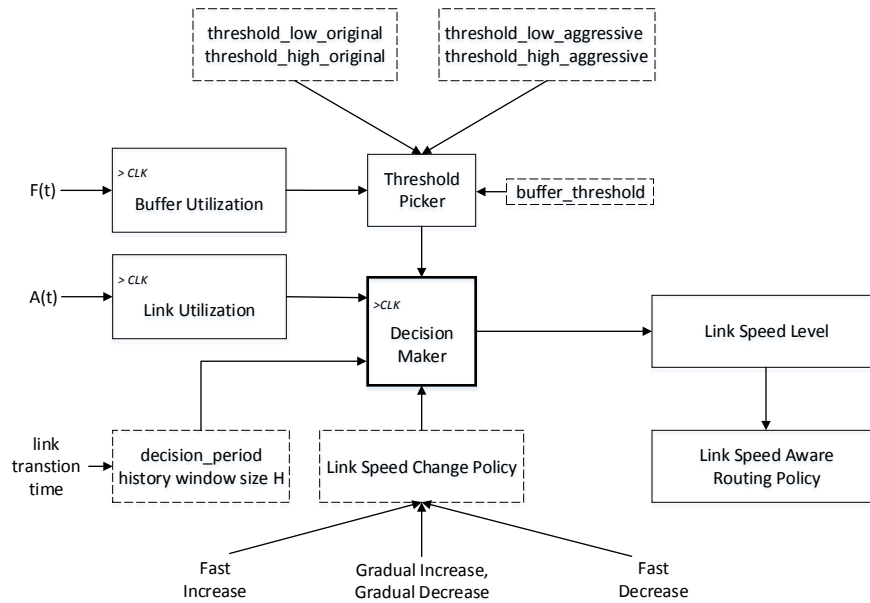 threshold_low_original
threshold_high_original
threshold_low_aggressive
threshold_high_aggressive
F(t)
> CLK
Buffer Utilization
Threshold
Picker
buffer_threshold
A(t)
> CLK
Link Utilization
>CLK
Decision
Maker
Link Speed Level
link
transtion
time
decision_period
history window size H
Link Speed Change Policy
Link Speed Aware
Routing Policy
Fast
Increase
Gradual Increase,
Gradual Decrease
Fast
Decrease